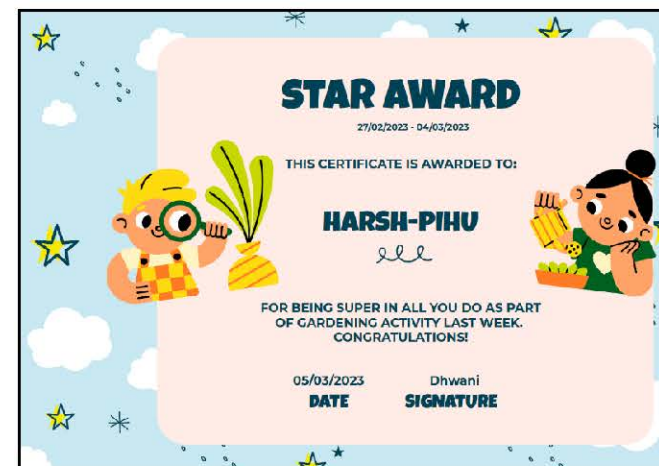 STAR AWARD
27/02/2023 - 04/03/2023
THIS CERTIFICATE IS AWARDED TO:
HARSH-PIHU
FOR BEING SUPER IN ALL YOU DO AS PART
OF GARDENING ACTIVITY LAST WEEK.
CONGRATULATIONS!
05/03/2023 Dhwani
DATE SIGNATURE